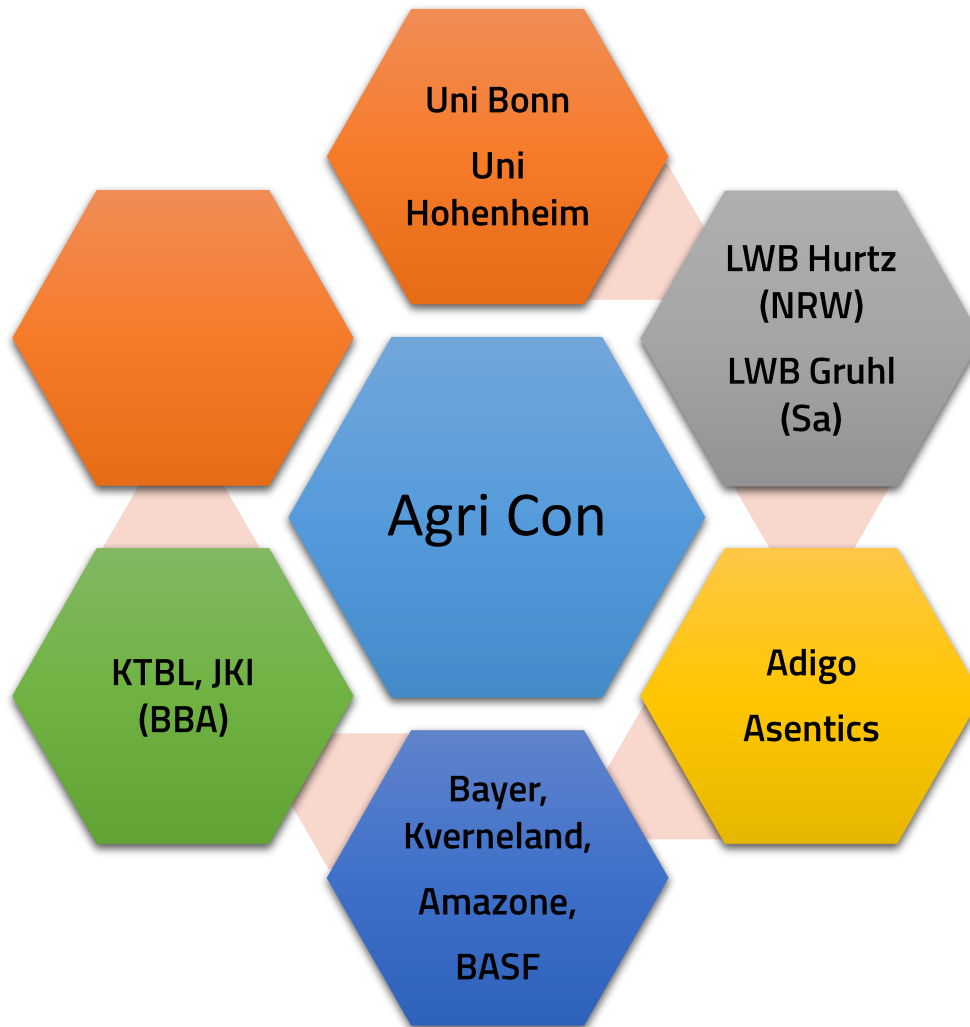 Uni Bonn
Uni
Hohenheim
LWB Hurtz
(NRW)
LWB Gruhl
(Sa)
Agri Con
KTBL, JKI
(BBA)
Adigo
Asentics
Bayer,
Kverneland,
Amazone,
BASF